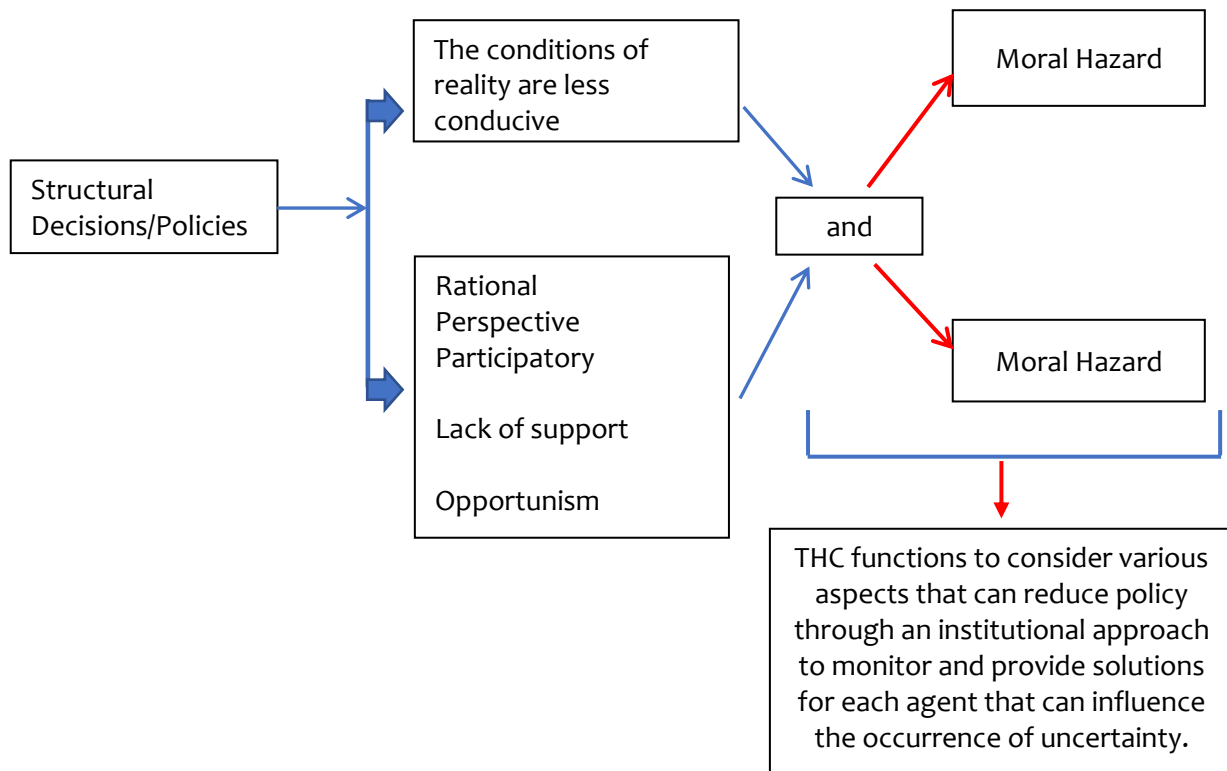 Structural
Decisions/Policies
The conditions of
reality are less
conducive
Rational
Perspective
Participatory
Lack of support
Opportunism
and
Moral Hazard
Moral Hazard
THC functions to consider various
aspects that can reduce policy
through an institutional approach
to monitor and provide solutions
for each agent that can influence
the occurrence of uncertainty.